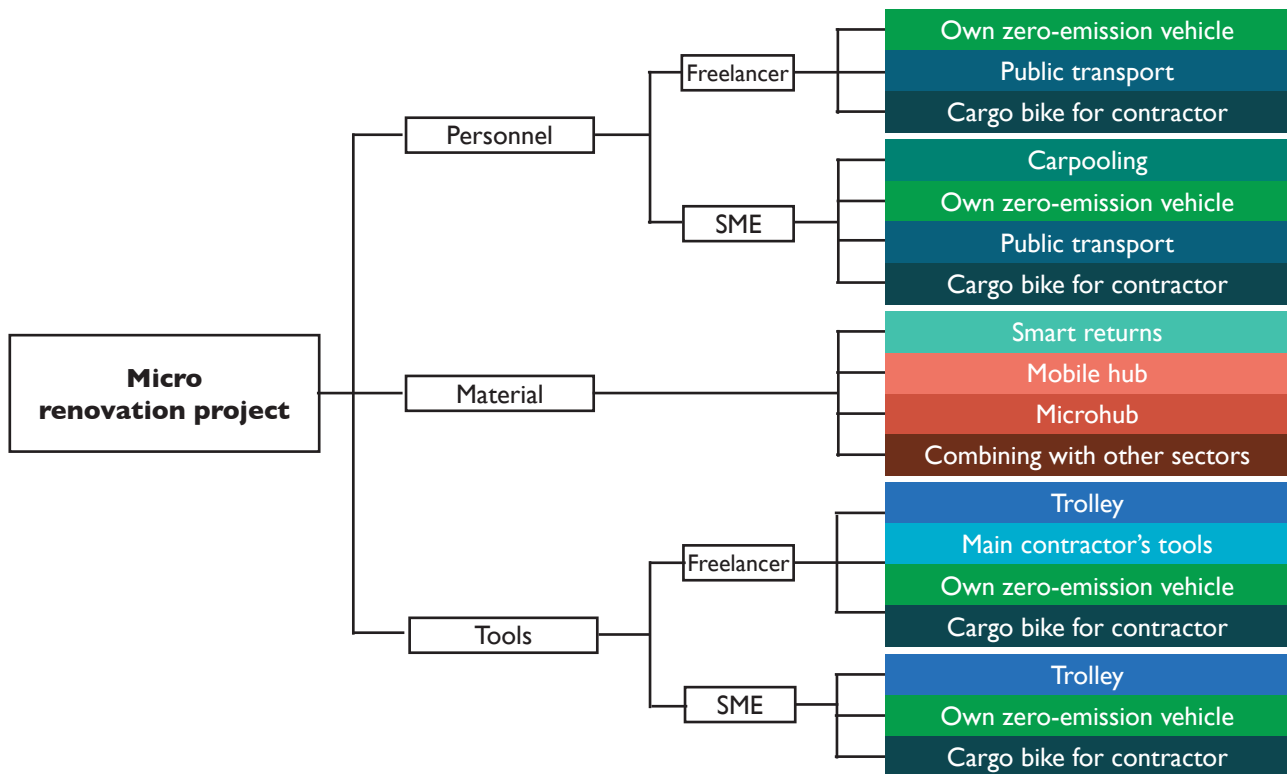 Micro
renovation project
Personnel
Freelancer
Own zero-emission vehicle
Public transport
Cargo bike for contractor
SME
Carpooling
Own zero-emission vehicle
Public transport
Cargo bike for contractor
Material
Smart returns
Mobile hub
Microhub
Combining with other sectors
Tools
Freelancer
Trolley
Main contractor’s tools
Own zero-emission vehicle
Cargo bike for contractor
SME
Trolley
Own zero-emission vehicle
Cargo bike for contractor